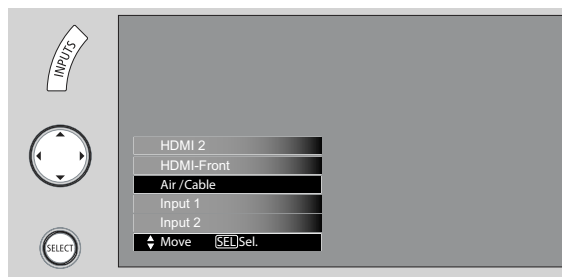 INPUTS
HDMI 2
HDMI-Front
Air /Cable
Input 1
Input 2
Move SEL Sel.
SELECT